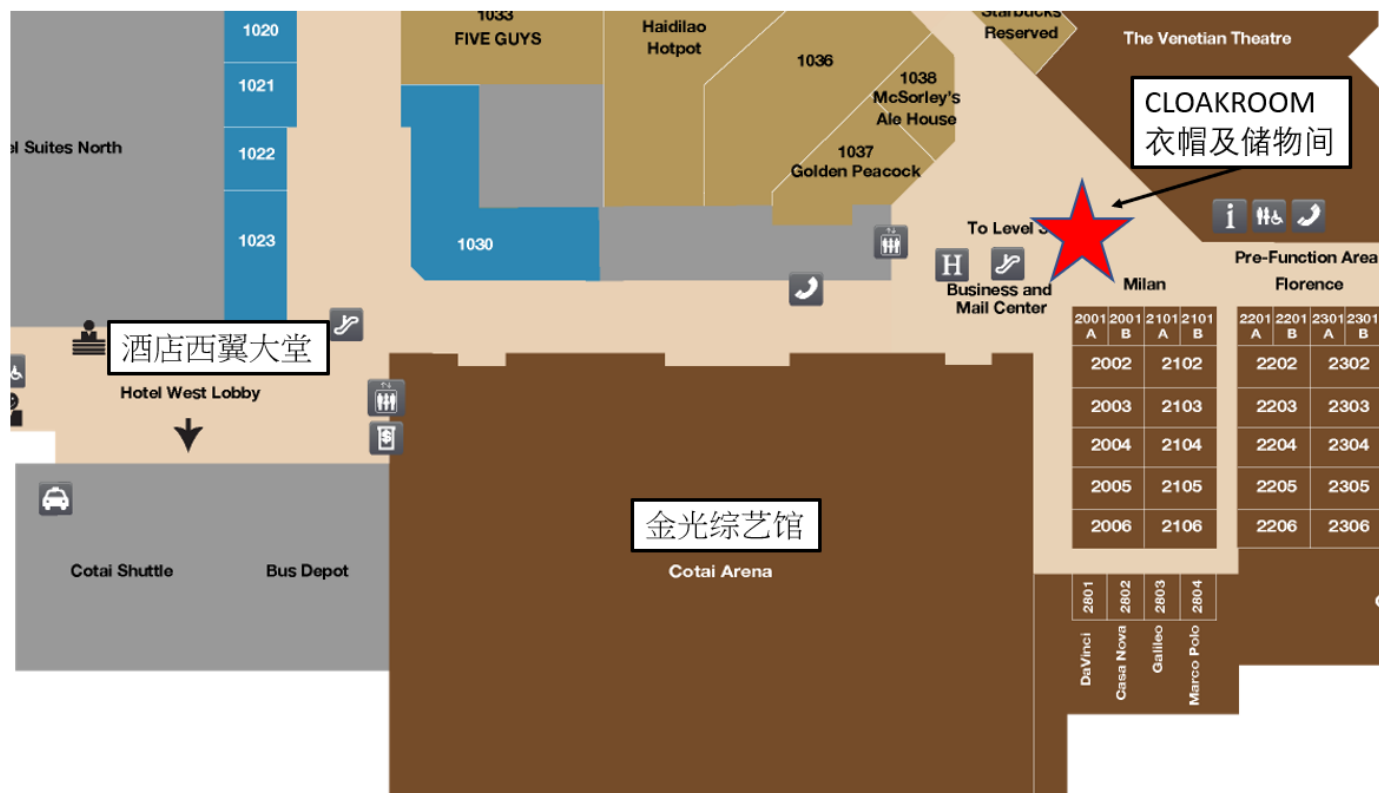 1020
1021
1022
1023
el Suites North
1033
FIVE GUYS
Haidilao
Hotpot
1036
1038
McSorley's
Ale House
1037
Golden Peacock
Starbucks
Reserved
The Venetian Theatre
CLOAKROOM
衣帽及储物间
1030
To Level 3
H
Business and
Mail Center
i
Pre-Function Area
Milan
Florence
2001 2001 2101 2101
A B A B
2002 2102
2003 2103
2004 2104
2005 2105
2006 2106
2201 2201 2301 2301
A B A B
2202 2302
2203 2303
2204 2304
2205 2305
2206 2306
2801 2802 2803 2804
DaVinci
Casa Nova
Galileo
Marco Polo
酒店西翼大堂
Hotel West Lobby
$
Cotai Shuttle
Bus Depot
金光综艺馆
Cotai Arena